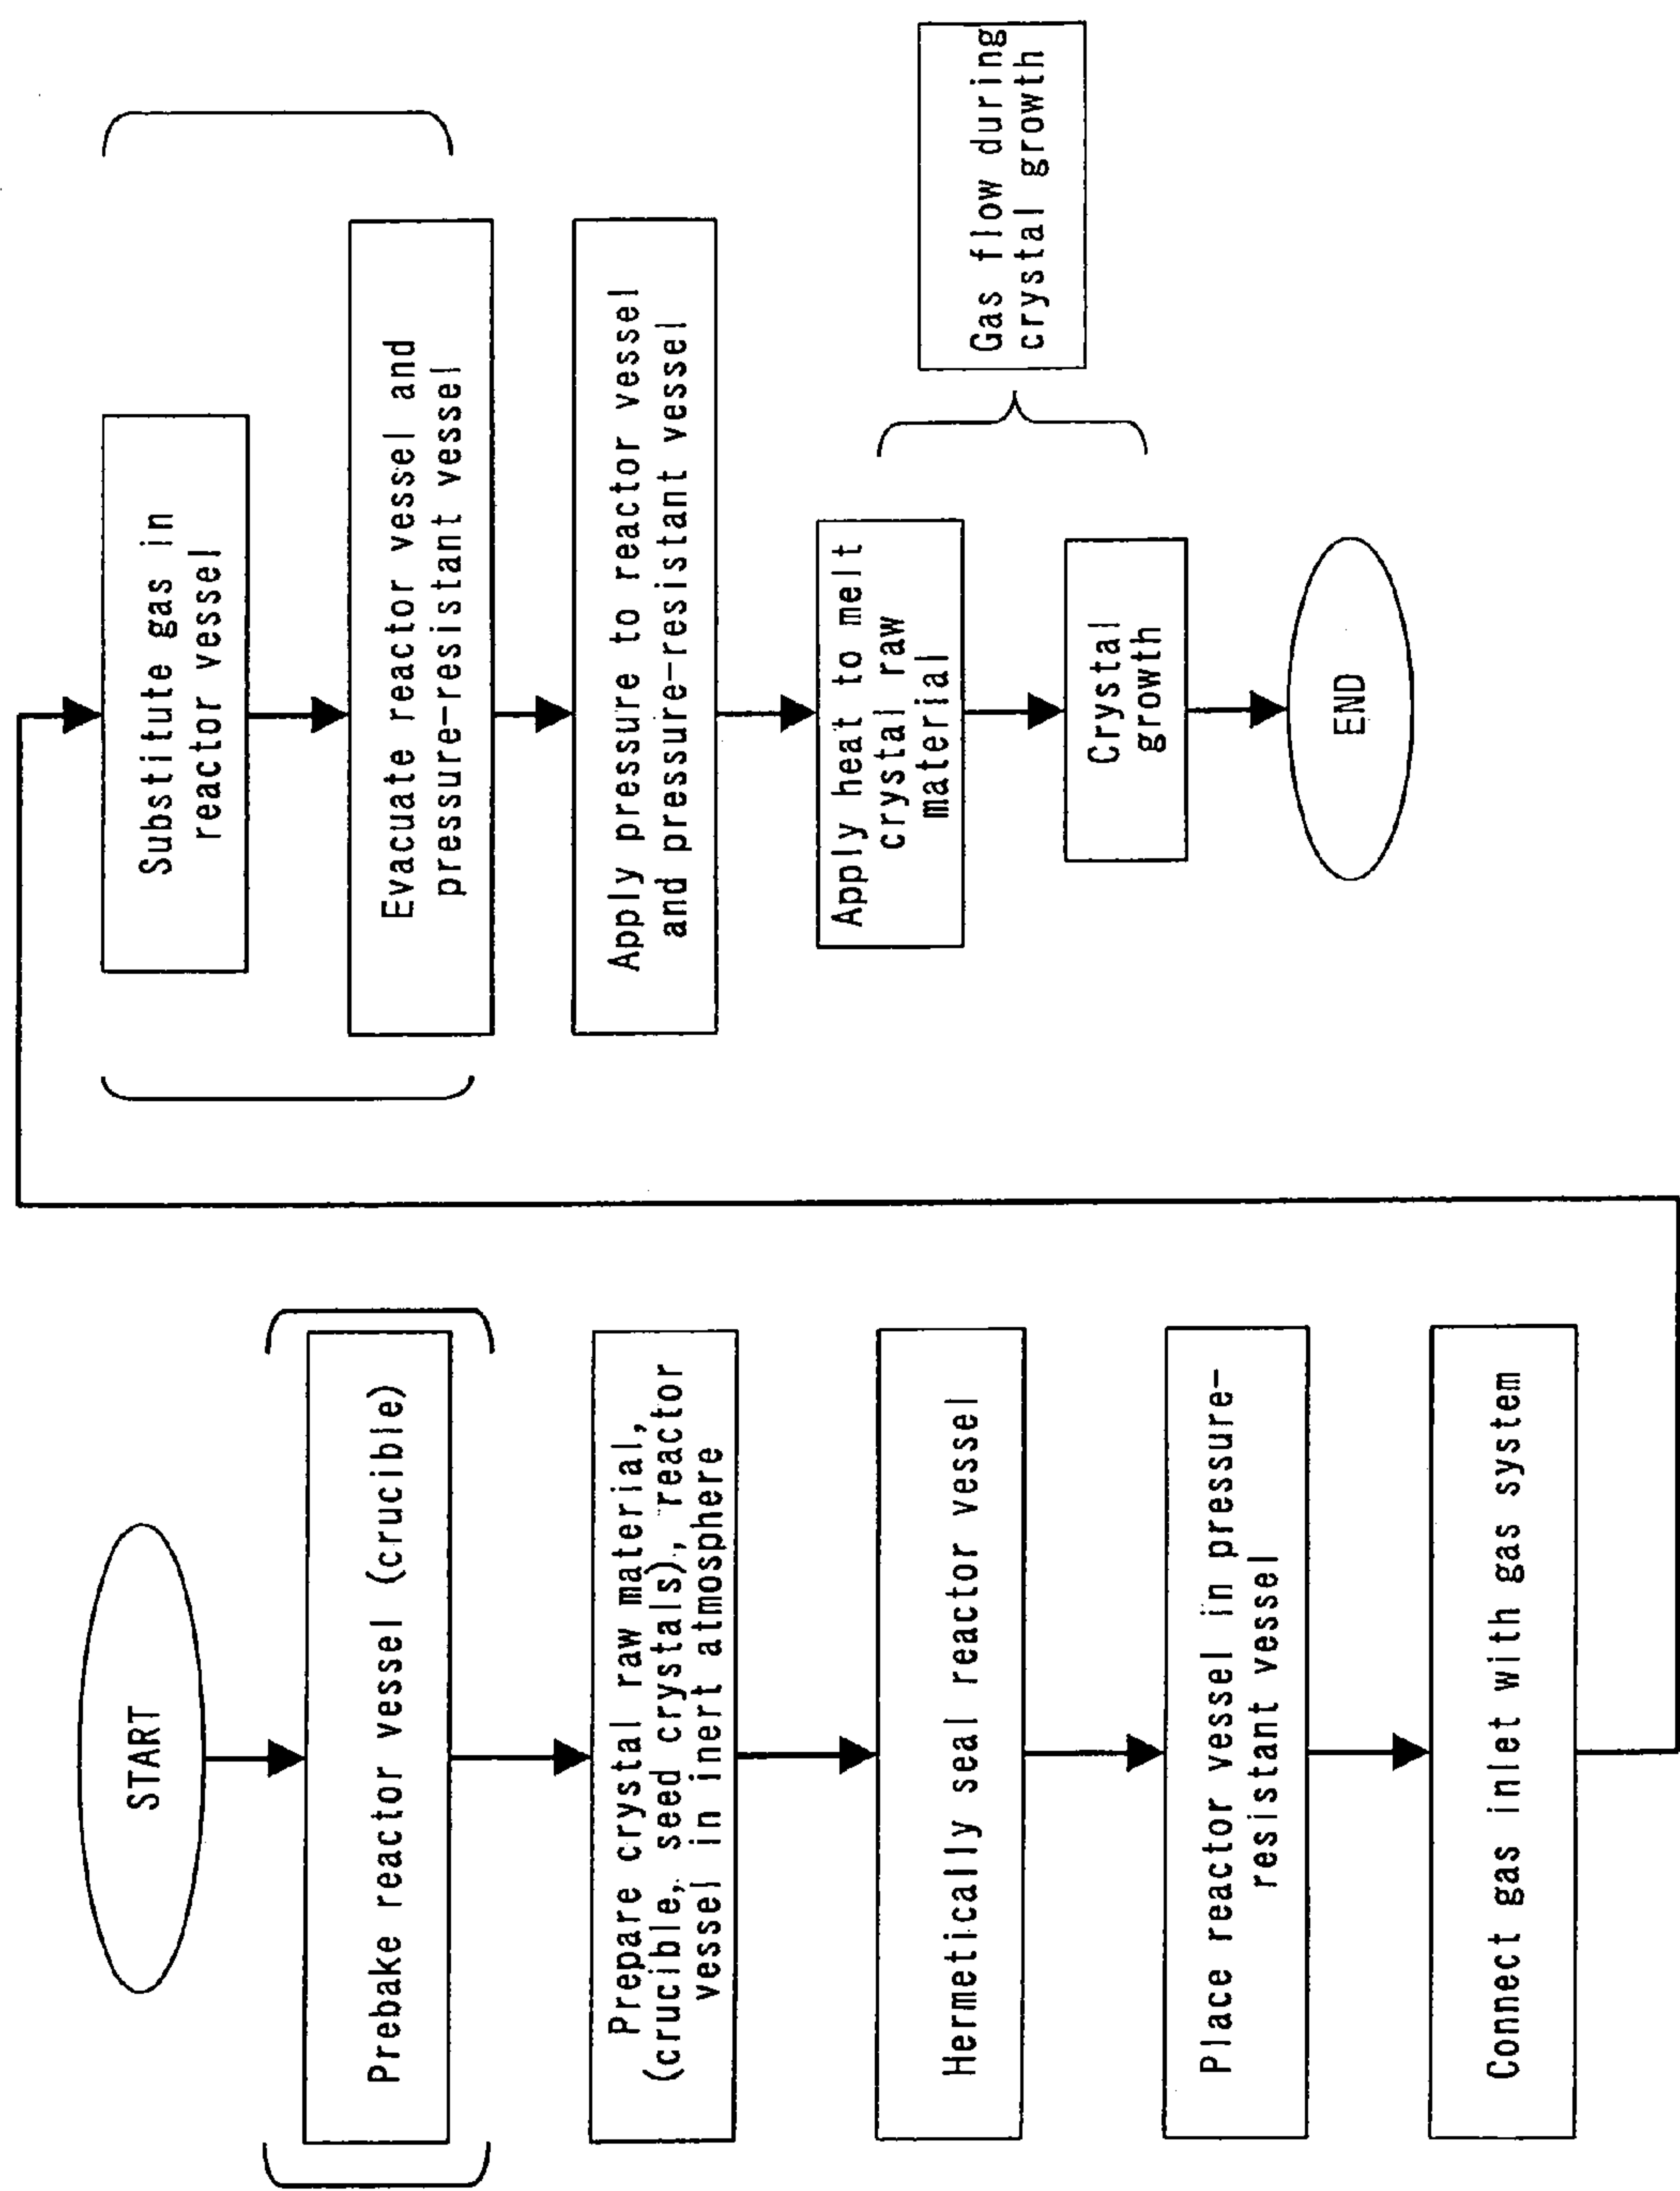 START
Prebake reactor vessel (crucible)
Prepare crystal raw material,
(crucible, seed crystals), reactor
vessel in inert atmosphere
Hermetically seal reactor vessel
Place reactor vessel in pressure-
resistant vessel
Connect gas inlet with gas system
Substitute gas in
reactor vessel
Evacuate reactor vessel and
pressure-resistant vessel
Apply pressure to reactor vessel
and pressure-resistant vessel
Apply heat to melt
crystal raw
material
Gas flow during
crystal growth
Crystal
growth
END